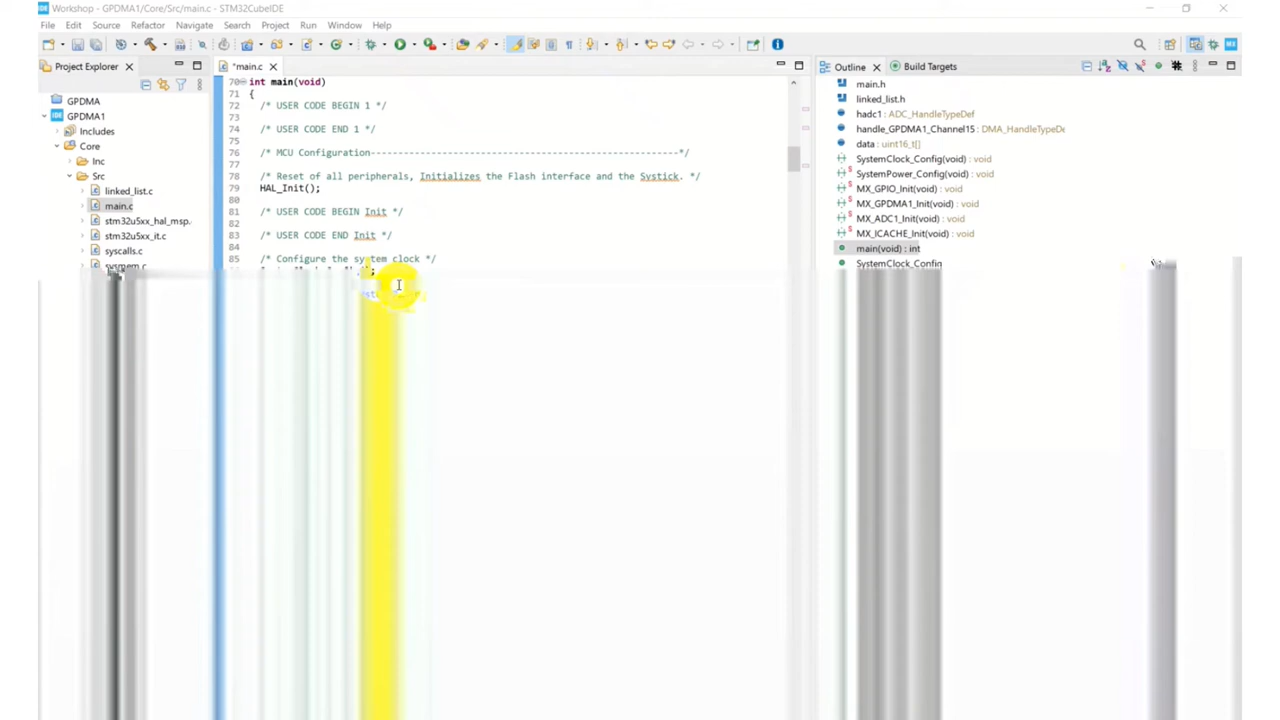 Workshop - GPDMA1/Core/Src/main.c - STM32CubeIDE
File Edit Source Refactor Navigate Search Project Run Window Help
Project Explorer
*main.c
Outline
Build Targets
GPDMA
GPDMA1
Includes
Core
Inc
Src
linked_list.c
main.c
stm32u5xx_hal_msp.
stm32u5xx_it.c
syscalls.c
sysmem.c
70 int main(void)
71 {
72 /* USER CODE BEGIN 1 */
73
74 /* USER CODE END 1 */
75
76 /* MCU Configuration--------------------------------------------------------*/
77
78 /* Reset of all peripherals, Initializes the Flash interface and the Systick. */
79 HAL_Init();
80
81 /* USER CODE BEGIN Init */
82
83 /* USER CODE END Init */
84
85 /* Configure the system clock */
main.h
linked_list.h
hadc1 : ADC_HandleTypeDef
handle_GPDMA1_Channel15 : DMA_HandleTypeDe
data : uint16_t[]
SystemClock_Config(void) : void
SystemPower_Config(void) : void
MX_GPIO_Init(void) : void
MX_GPDMA1_Init(void) : void
MX_ADC1_Init(void) : void
MX_ICACHE_Init(void) : void
main(void) : int
SystemClock_Config